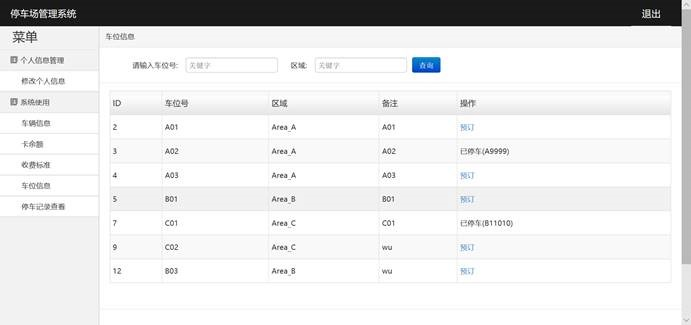 停车场管理系统 退出
菜单
个人信息管理
修改个人信息
系统使用
车辆信息
卡余额
收费标准
车位信息
停车记录查看
车位信息
请输入车位号: 关键字 区域: 关键字 查询
ID 车位号 区域 备注 操作
2 A01 Area_A A01 预订
3 A02 Area_A A02 已停车(A9999)
4 A03 Area_A A03 预订
5 B01 Area_B B01 预订
7 C01 Area_C C01 已停车(B11010)
9 C02 Area_C wu 预订
12 B03 Area_B wu 预订